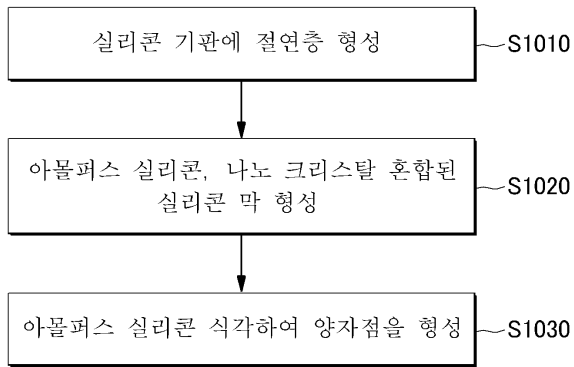 실리콘 기판에 절연층 형성
S1010
아몰퍼스 실리콘, 나노 크리스탈 혼합된
실리콘 막 형성
S1020
아몰퍼스 실리콘 식각하여 양자점을 형성
S1030